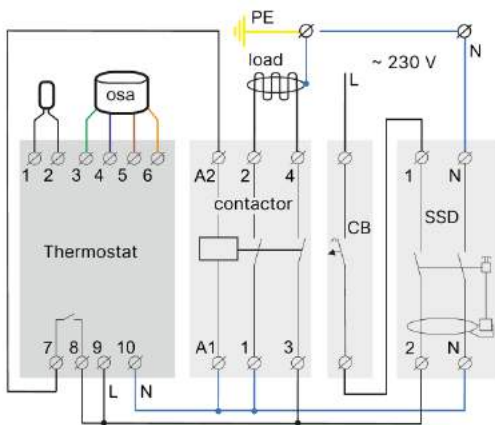 PE
N
load
~ 230 V
L
osa
1 2 3 4 5 6
A2 2 4
1 N
contactor
SSD
CB
Thermostat
7 8 9 10
A1 1 3
2 N
L N